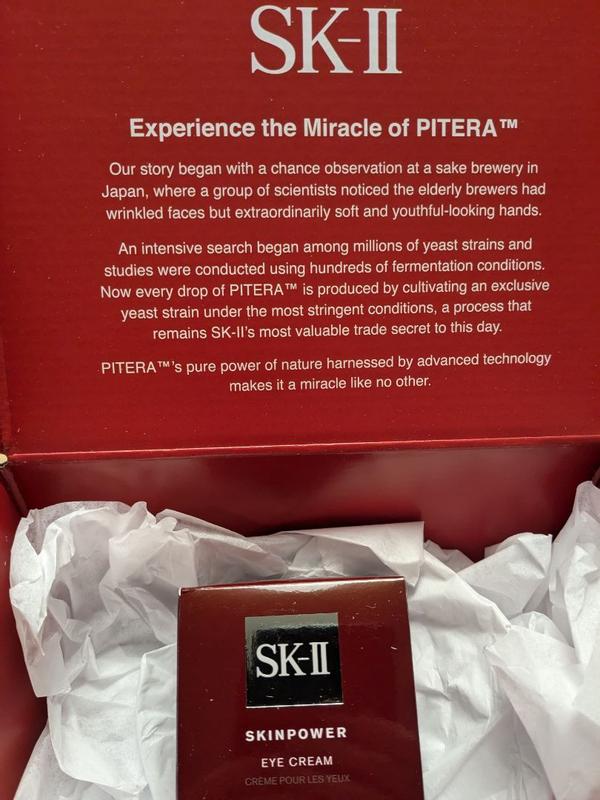 SK-II
Experience the Miracle of PITERA™
Our story began with a chance observation at a sake brewery in
Japan, where a group of scientists noticed the elderly brewers had
wrinkled faces but extraordinarily soft and youthful-looking hands.
An intensive search began among millions of yeast strains and
studies were conducted using hundreds of fermentation conditions.
Now every drop of PITERA™ is produced by cultivating an exclusive
yeast strain under the most stringent conditions, a process that
remains SK-II's most valuable trade secret to this day.
PITERA™'s pure power of nature harnessed by advanced technology
makes it a miracle like no other.
SK-II
SKINPOWER
EYE CREAM
CRÈME POUR LES YEUX